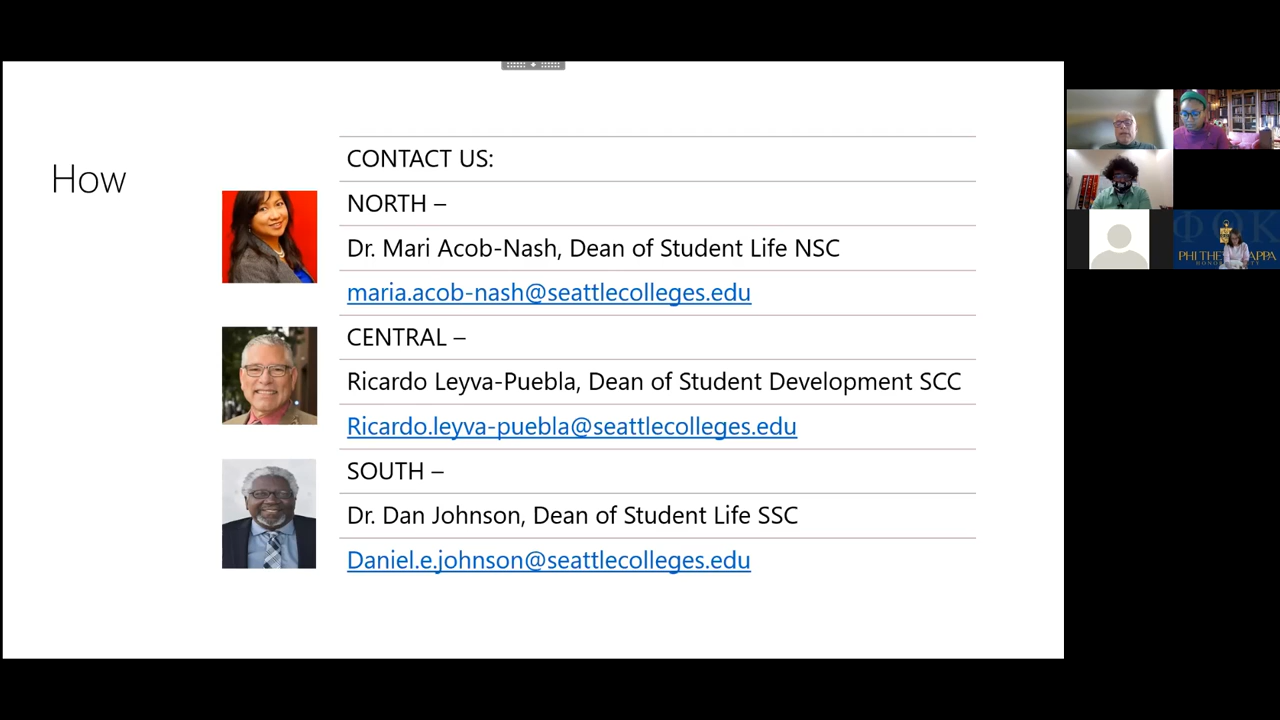 How
CONTACT US:
NORTH –
Dr. Mari Acob-Nash, Dean of Student Life NSC
maria.acob-nash@seattlecolleges.edu
CENTRAL –
Ricardo Leyva-Puebla, Dean of Student Development SCC
Ricardo.leyva-puebla@seattlecolleges.edu
SOUTH –
Dr. Dan Johnson, Dean of Student Life SSC
Daniel.e.johnson@seattlecolleges.edu
ΦΘΚ
PHI